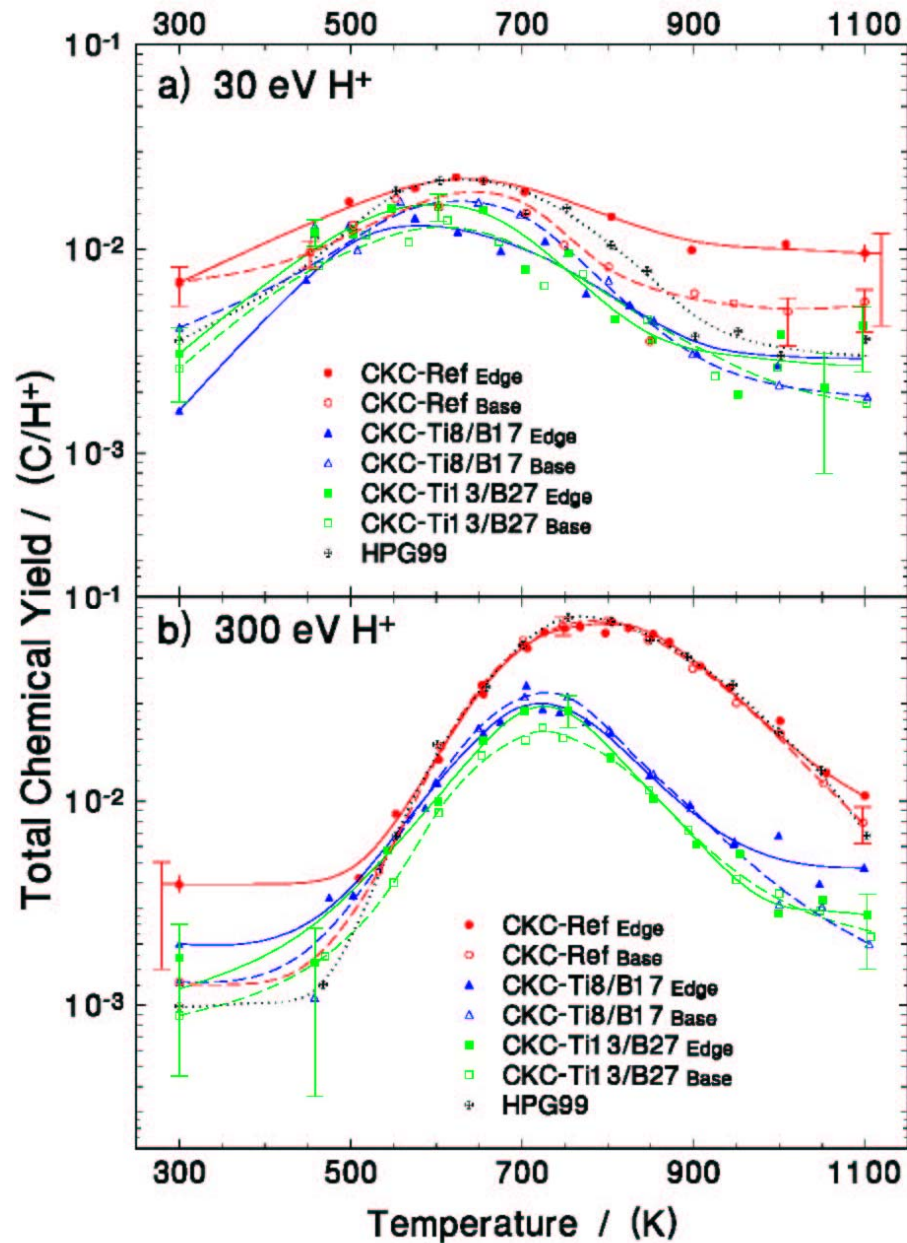 300 500 700 900 1100
10-1
a) 30 eV H+
10-2
10-3
CKC-Ref Edge
CKC-Ref Base
CKC-Ti8/B17 Edge
CKC-Ti8/B17 Base
CKC-Ti13/B27 Edge
CKC-Ti13/B27 Base
HPG99
Total Chemical Yield / (C/H+)
10-1
b) 300 eV H+
10-2
10-3
CKC-Ref Edge
CKC-Ref Base
CKC-Ti8/B17 Edge
CKC-Ti8/B17 Base
CKC-Ti13/B27 Edge
CKC-Ti13/B27 Base
HPG99
300 500 700 900 1100
Temperature / (K)